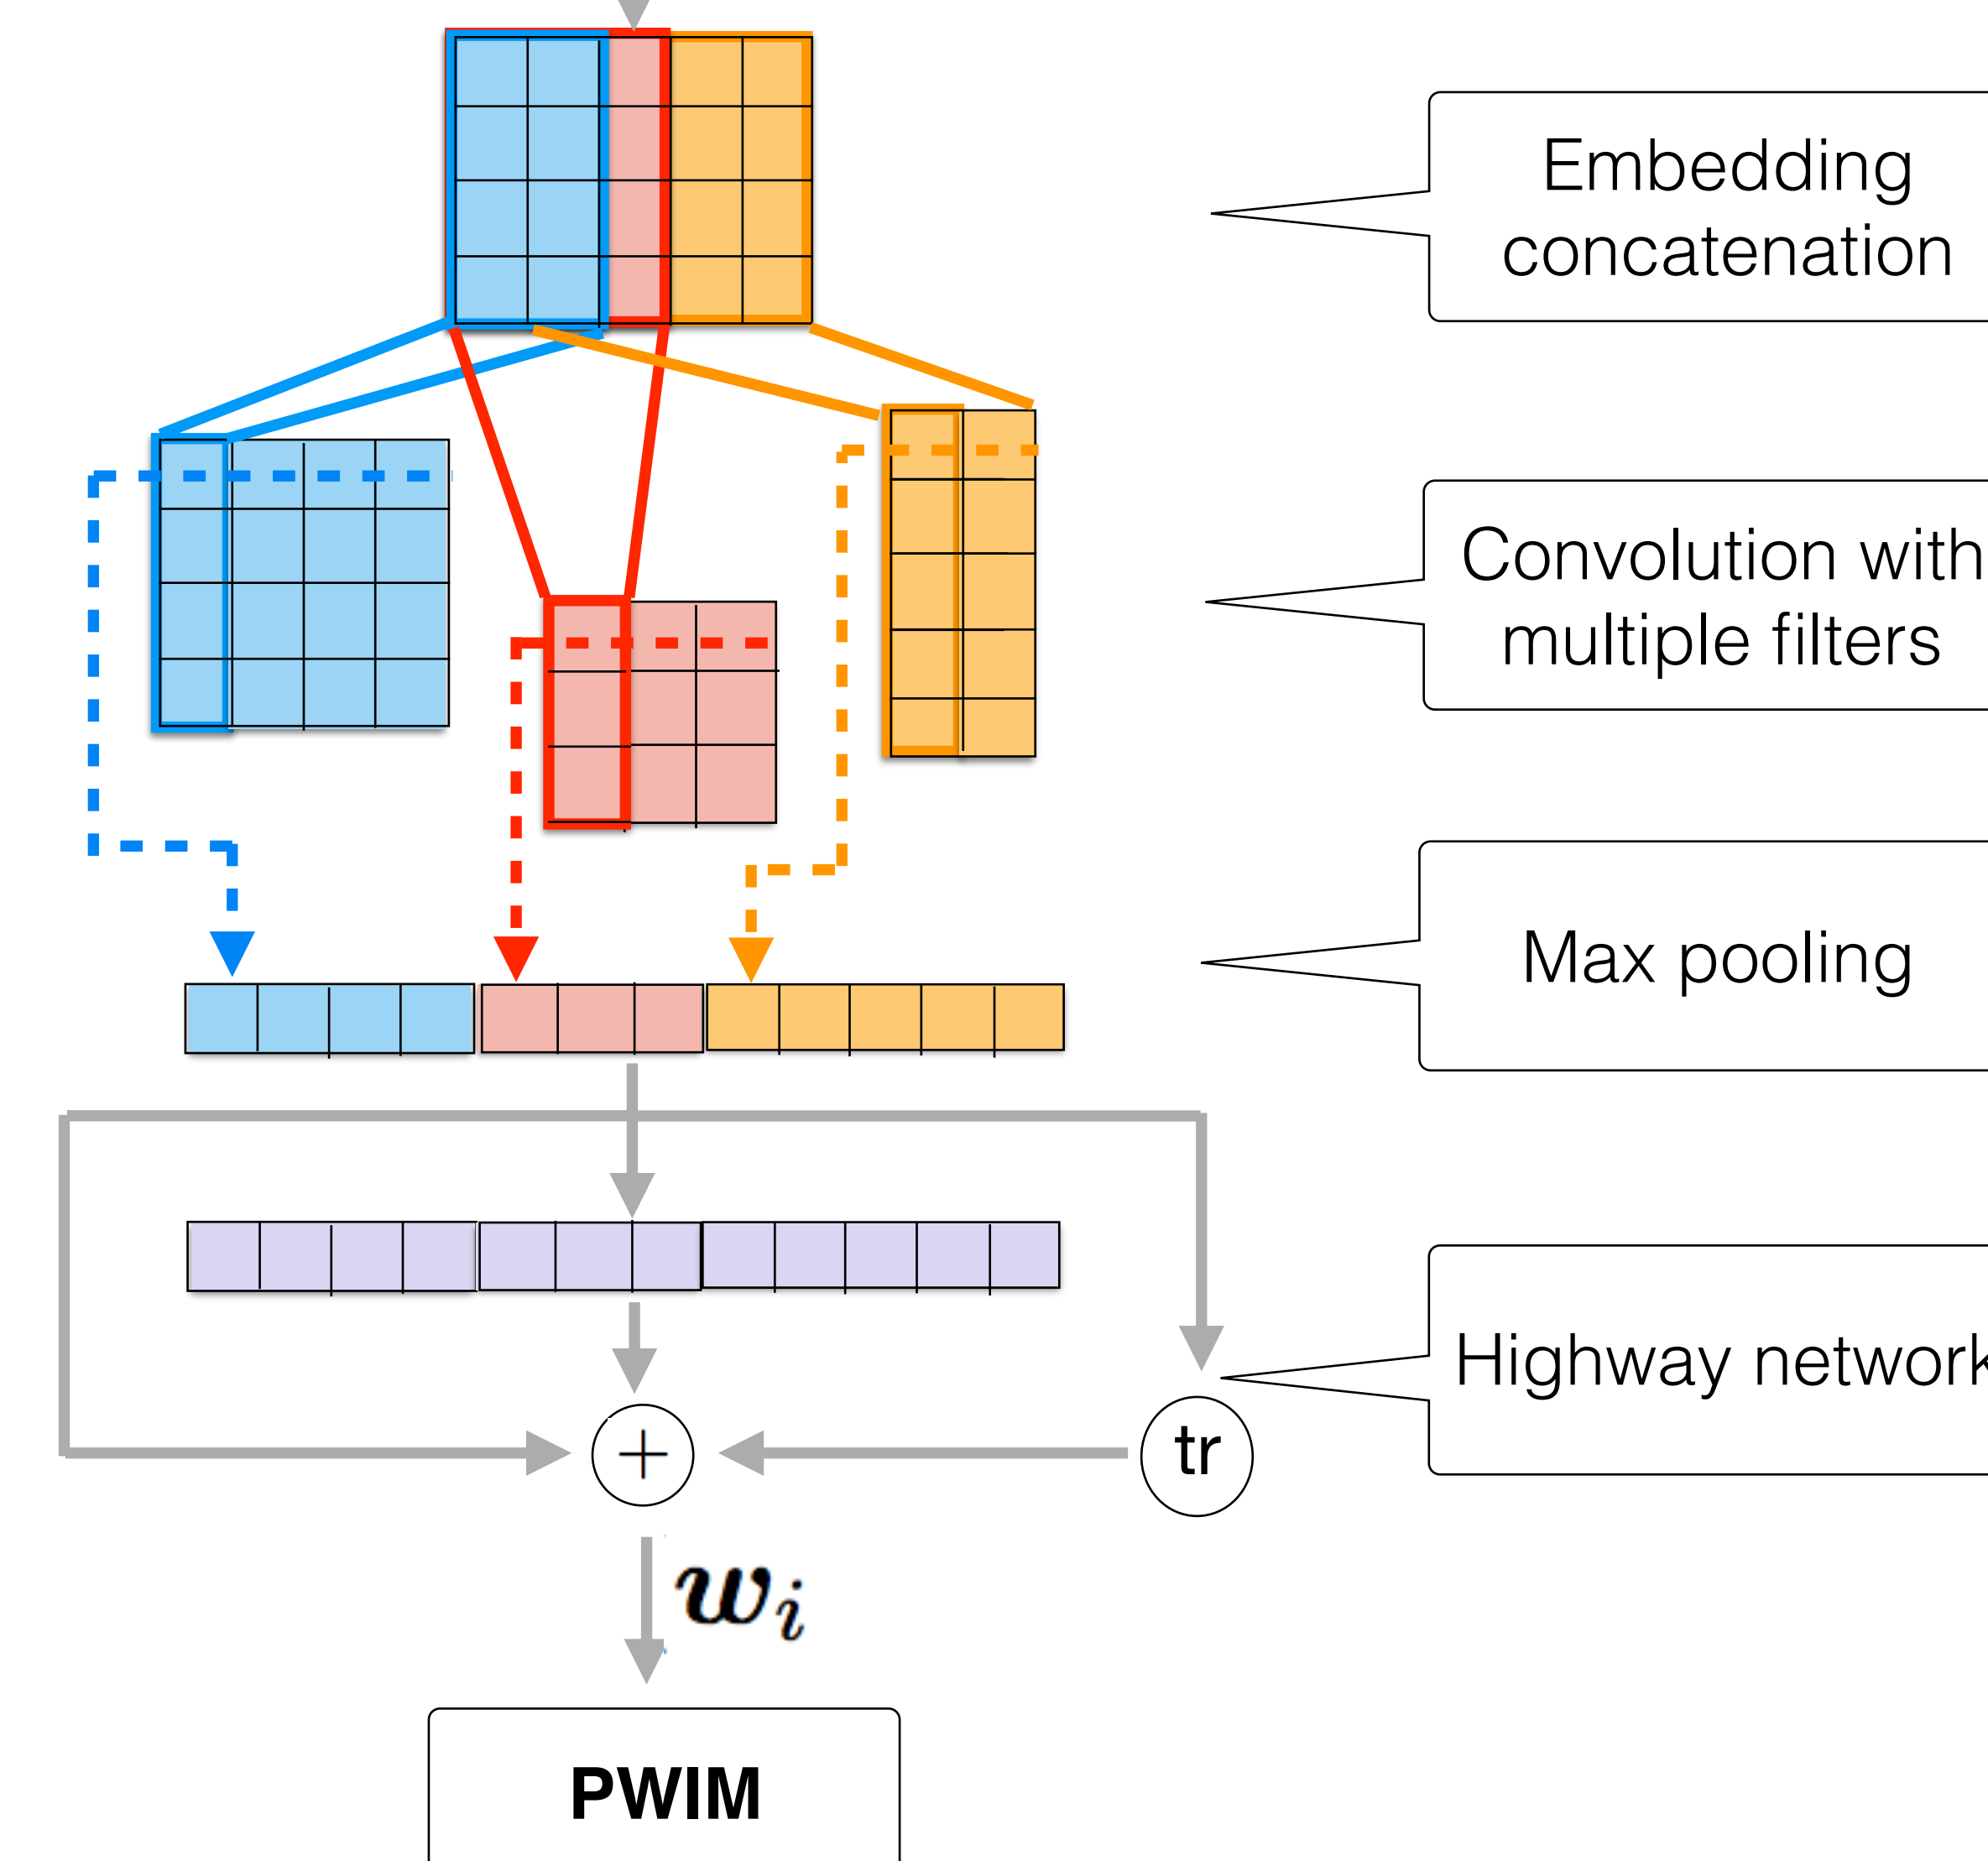 Embedding
concatenation
Convolution with
multiple filters
Max pooling
Highway network
+
tr
w_i
PWIM